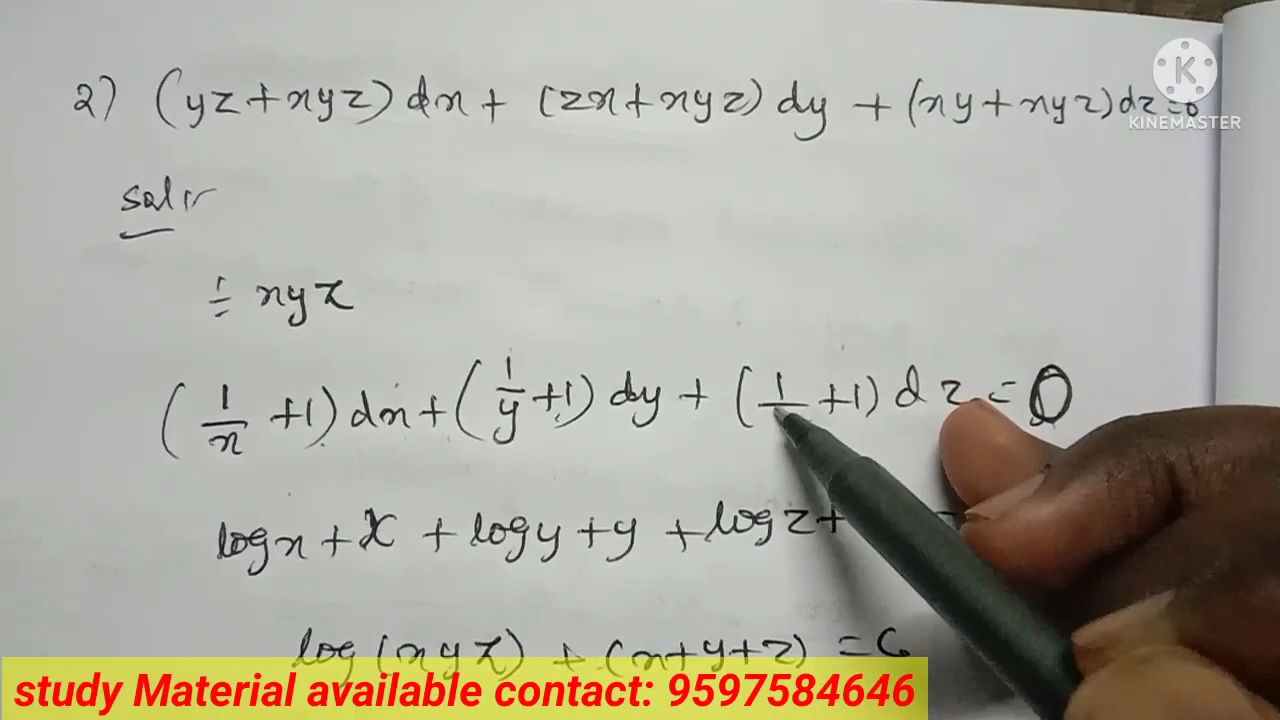 2) (yz+xyz) dx + (zx+xyz) dy + (xy+xyz) dz=0
KINEMASTER
Soln
÷ xyz
(1/x +1) dx + (1/y +1) dy + (1/ +1) dz = 0
log x + x + log y + y + log z +
log (xyz) + (x+y+z) = C
study Material available contact: 9597584646